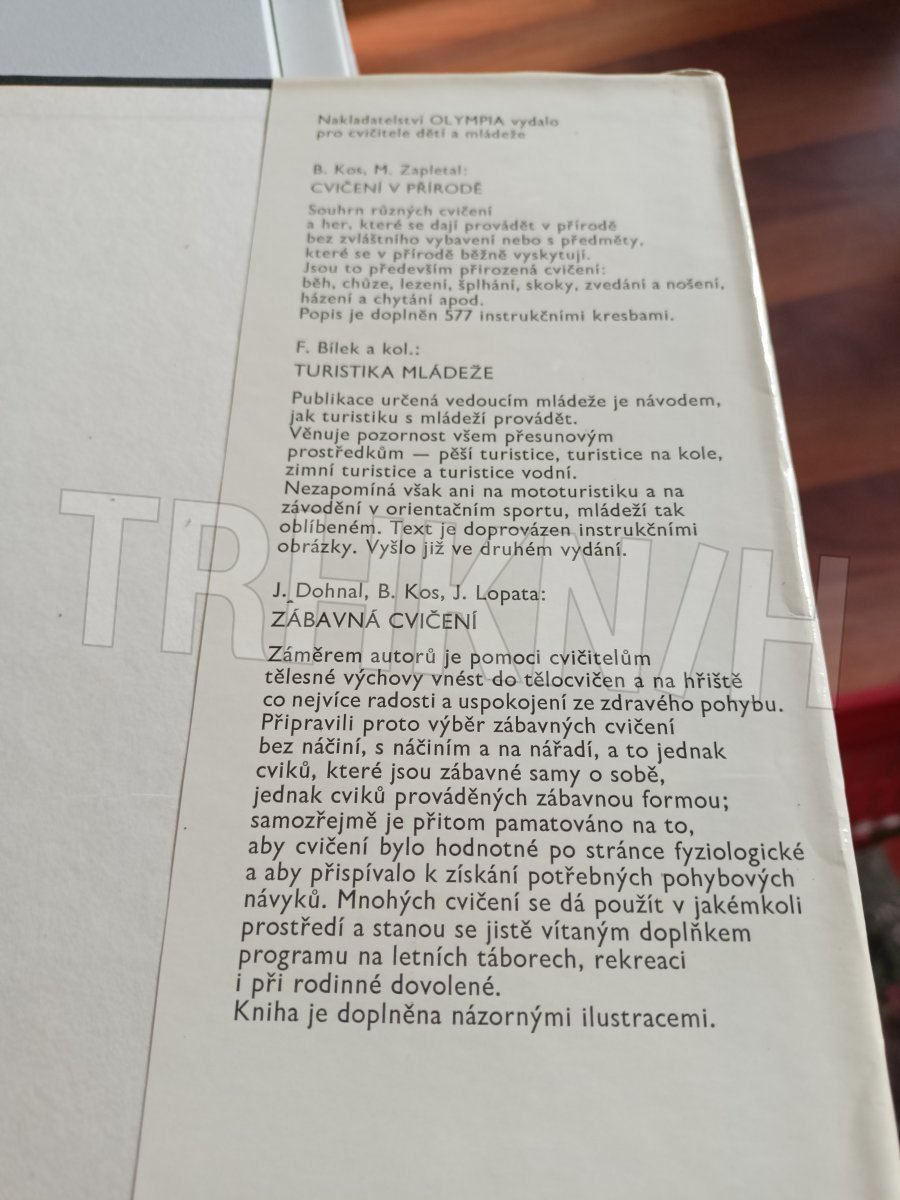 Nakladatelství OLYMPIA vydalo
pro cvičitele dětí a mládeže
B. Kos, M. Zapletal:
CVIČENÍ V PŘÍRODĚ
Souhrn různých cvičení
a her, které se dají provádět v přírodě
bez zvláštního vybavení nebo s předměty,
které se v přírodě běžně vyskytují.
Jsou to především přirozená cvičení:
běh, chůze, lezení, šplhání, skoky, zvedání a nošení,
házení a chytání apod.
Popis je doplněn 577 instrukčními kresbami.
F. Bílek a kol.:
TURISTIKA MLÁDEŽE
Publikace určená vedoucím mládeže je návodem,
jak turistiku s mládeží provádět.
Věnuje pozornost všem přesunovým
prostředkům — pěší turistice, turistice na kole,
zimní turistice a turistice vodní.
Nezapomíná však ani na mototuristiku a na
závodění v orientačním sportu, mládeží tak
oblíbeném. Text je doprovázen instrukčními
obrázky. Vyšlo již ve druhém vydání.
TRHKNIH
J. Dohnal, B. Kos, J. Lopata:
ZÁBAVNÁ CVIČENÍ
Záměrem autorů je pomoci cvičitelům
tělesné výchovy vnést do tělocvičen a na hřiště
co nejvíce radosti a uspokojení ze zdravého pohybu.
Připravili proto výběr zábavných cvičení
bez náčiní, s náčiním a na nářadí, a to jednak
cviků, které jsou zábavné samy o sobě,
jednak cviků prováděných zábavnou formou;
samozřejmě je přitom pamatováno na to,
aby cvičení bylo hodnotné po stránce fyziologické
a aby přispívalo k získání potřebných pohybových
návyků. Mnohých cvičení se dá použít v jakémkoli
prostředí a stanou se jistě vítaným doplňkem
programu na letních táborech, rekreaci
i při rodinné dovolené.
Kniha je doplněna názornými ilustracemi.